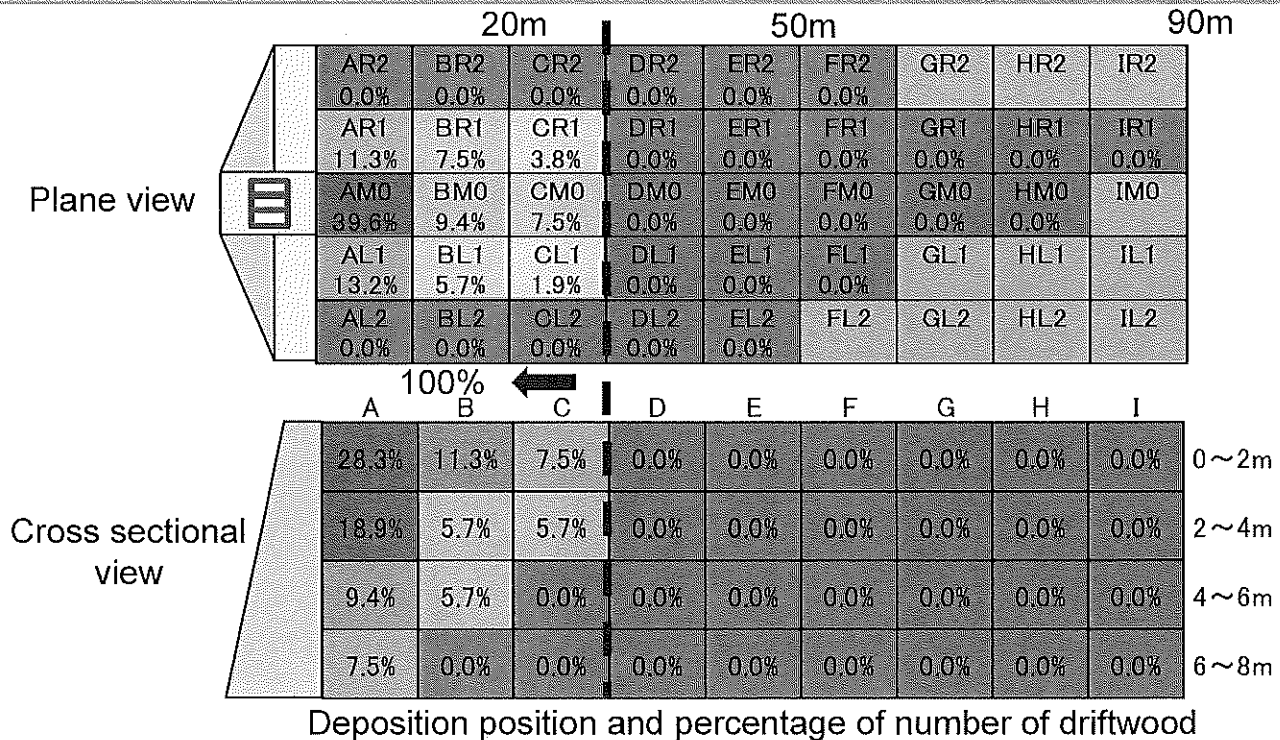 20m 50m 90m
AR2 BR2 CR2 DR2 ER2 FR2 GR2 HR2 IR2
0.0% 0.0% 0.0% 0.0% 0.0% 0.0%
AR1 BR1 CR1 DR1 ER1 FR1 GR1 HR1 IR1
11.3% 7.5% 3.8% 0.0% 0.0% 0.0% 0.0% 0.0% 0.0%
Plane view
AM0 BM0 CM0 DM0 EM0 FM0 GM0 HM0 IM0
39.6% 9.4% 7.5% 0.0% 0.0% 0.0% 0.0% 0.0%
AL1 BL1 CL1 DL1 EL1 FL1 GL1 HL1 IL1
13.2% 5.7% 1.9% 0.0% 0.0% 0.0%
AL2 BL2 CL2 DL2 EL2 FL2 GL2 HL2 IL2
0.0% 0.0% 0.0% 0.0% 0.0%
100%
A B C D E F G H I
28.3% 11.3% 7.5% 0.0% 0.0% 0.0% 0.0% 0.0% 0.0% 0~2m
Cross sectional
view
18.9% 5.7% 5.7% 0.0% 0.0% 0.0% 0.0% 0.0% 0.0% 2~4m
9.4% 5.7% 0.0% 0.0% 0.0% 0.0% 0.0% 0.0% 0.0% 4~6m
7.5% 0.0% 0.0% 0.0% 0.0% 0.0% 0.0% 0.0% 0.0% 6~8m
Deposition position and percentage of number of driftwood